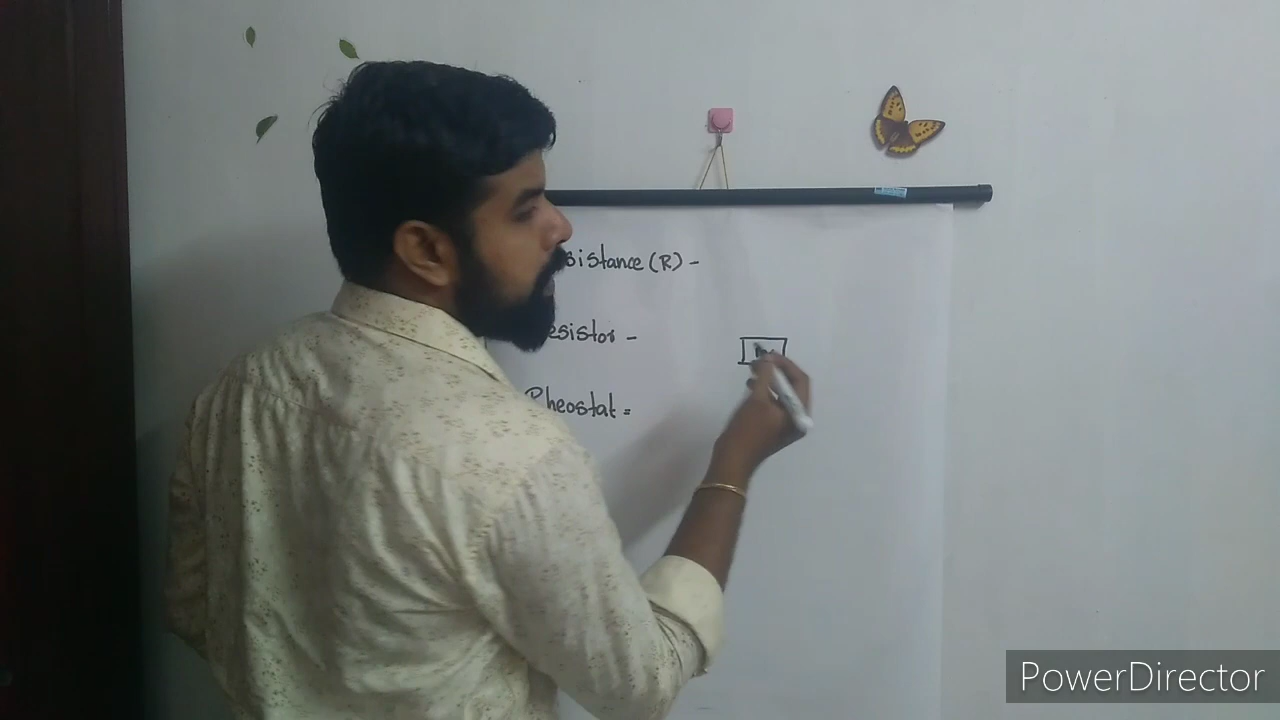 sistance (R) -
esistor -
Rheostat =
PowerDirector